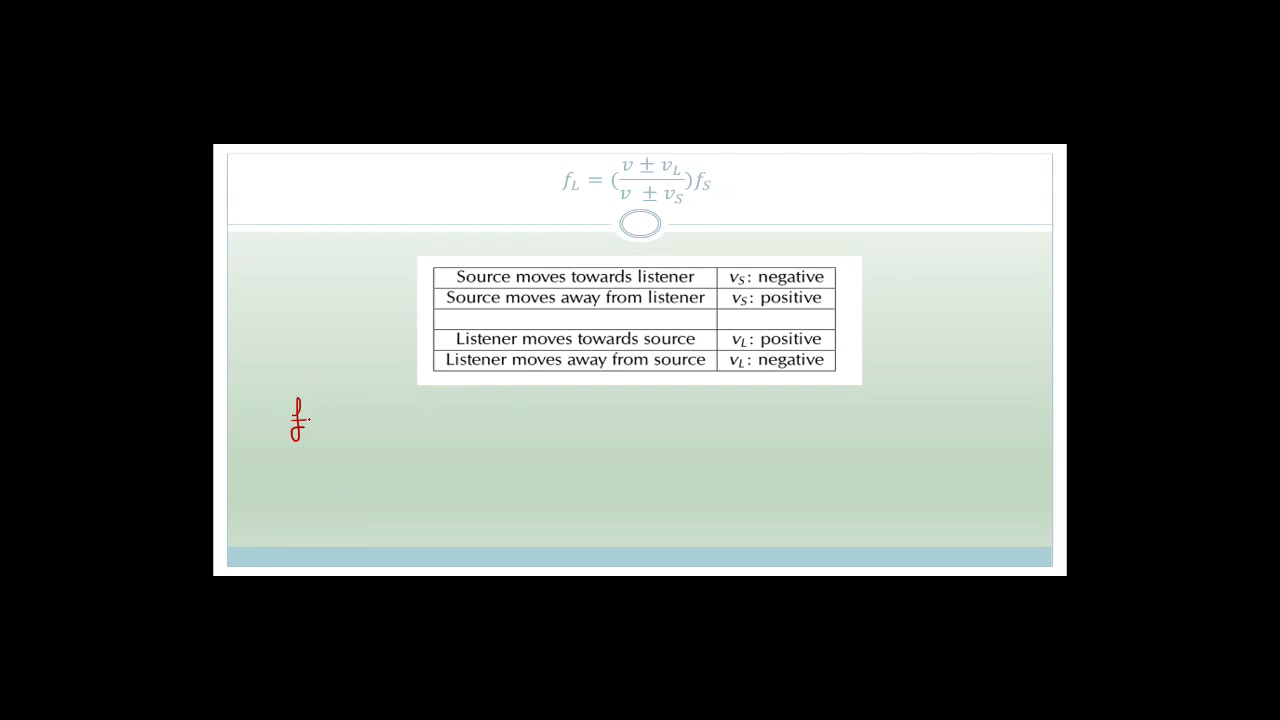 f_L = (\frac{v ± v_L}{v ± v_S})f_S
Source moves towards listener v_S: negative
Source moves away from listener v_S: positive
Listener moves towards source v_L: positive
Listener moves away from source v_L: negative
f